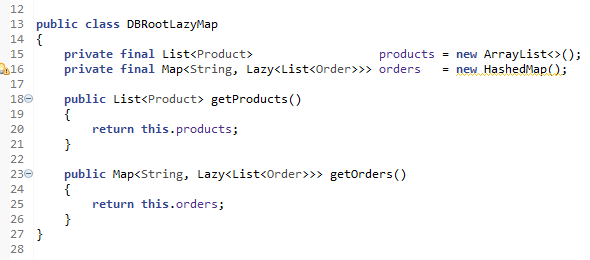 12
13 public class DBRootLazyMap
14 {
15     private final List<Product>                 products = new ArrayList<>();
16     private final Map<String, Lazy<List<Order>>> orders   = new HashedMap();
17
18     public List<Product> getProducts()
19     {
20         return this.products;
21     }
22
23     public Map<String, Lazy<List<Order>>> getOrders()
24     {
25         return this.orders;
26     }
27 }
28